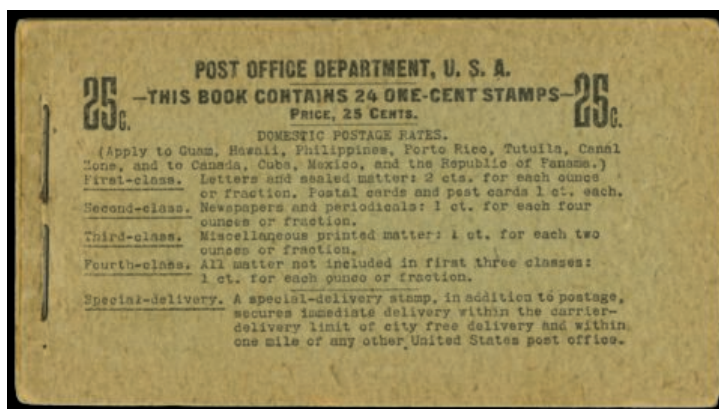 POST OFFICE DEPARTMENT, U. S. A.
25c. —THIS BOOK CONTAINS 24 ONE-CENT STAMPS— 25c.
PRICE, 25 CENTS.
DOMESTIC POSTAGE RATES.
(Apply to Guam, Hawaii, Philippines, Porto Rico, Tutuila, Canal
Zone, and to Canada, Cuba, Mexico, and the Republic of Panama.)
First-class. Letters and sealed matter: 2 cts. for each ounce
or fraction. Postal cards and post cards 1 ct. each.
Second-class. Newspapers and periodicals: 1 ct. for each four
ounces or fraction.
Third-class. Miscellaneous printed matter: 1 ct. for each two
ounces or fraction.
Fourth-class. All matter not included in first three classes:
1 ct. for each ounce or fraction.
Special-delivery. A special-delivery stamp, in addition to postage,
secures immediate delivery within the carrier-
delivery limit of city free delivery and within
one mile of any other United States post office.